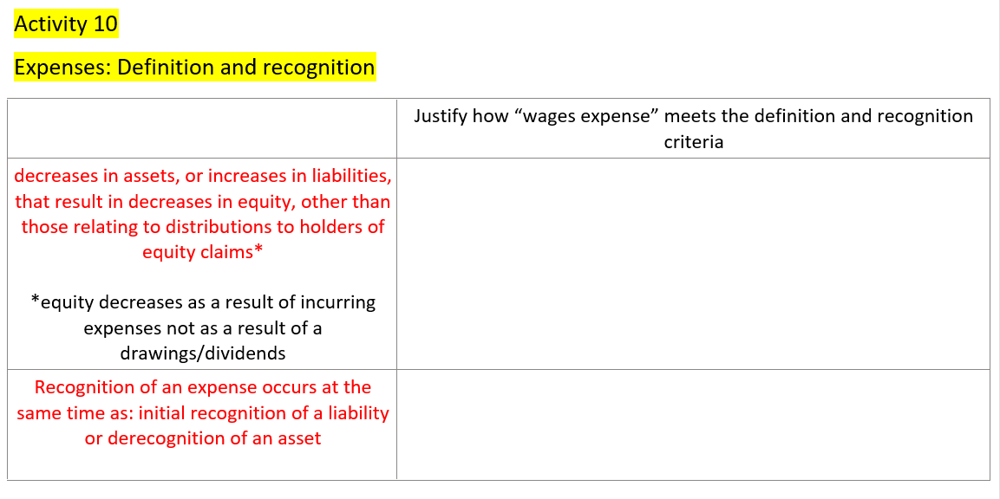 Activity 10
Expenses: Definition and recognition
Justify how “wages expense” meets the definition and recognition
criteria
decreases in assets, or increases in liabilities,
that result in decreases in equity, other than
those relating to distributions to holders of
equity claims*
*equity decreases as a result of incurring
expenses not as a result of a
drawings/dividends
Recognition of an expense occurs at the
same time as: initial recognition of a liability
or derecognition of an asset